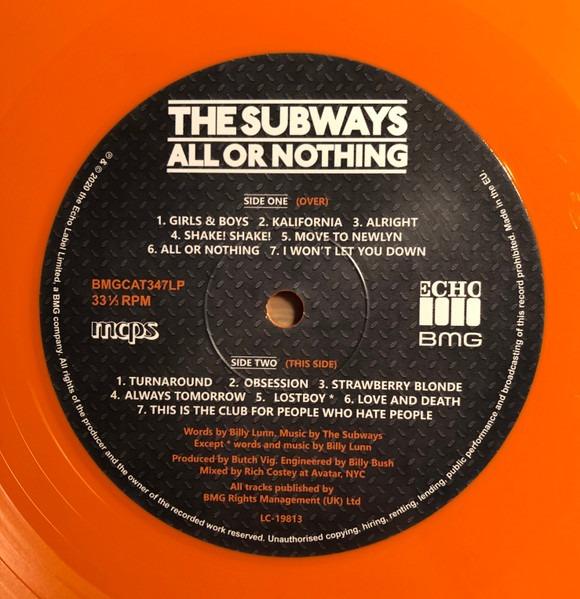 THE SUBWAYS
ALL OR NOTHING
SIDE ONE (OVER)
1. GIRLS & BOYS 2. KALIFORNIA 3. ALRIGHT
4. SHAKE! SHAKE! 5. MOVE TO NEWLYN
6. ALL OR NOTHING 7. I WON'T LET YOU DOWN
BMGCAT347LP
33⅓ RPM
mcps
ECHO
BMG
SIDE TWO (THIS SIDE)
1. TURNAROUND 2. OBSESSION 3. STRAWBERRY BLONDE
4. ALWAYS TOMORROW 5. LOSTBOY * 6. LOVE AND DEATH
7. THIS IS THE CLUB FOR PEOPLE WHO HATE PEOPLE
Words by Billy Lunn. Music by The Subways
Except * words and music by Billy Lunn
Produced by Butch Vig. Engineered by Billy Bush
Mixed by Rich Costey at Avatar, NYC
All tracks published by
BMG Rights Management (UK) Ltd
LC-19813
℗ & © 2020 the Echo Label Limited, a BMG company. All rights of the producer and the owner of the recorded work reserved. Unauthorised copying, hiring, renting, lending, public performance and broadcasting of this record prohibited. Made in the EU.